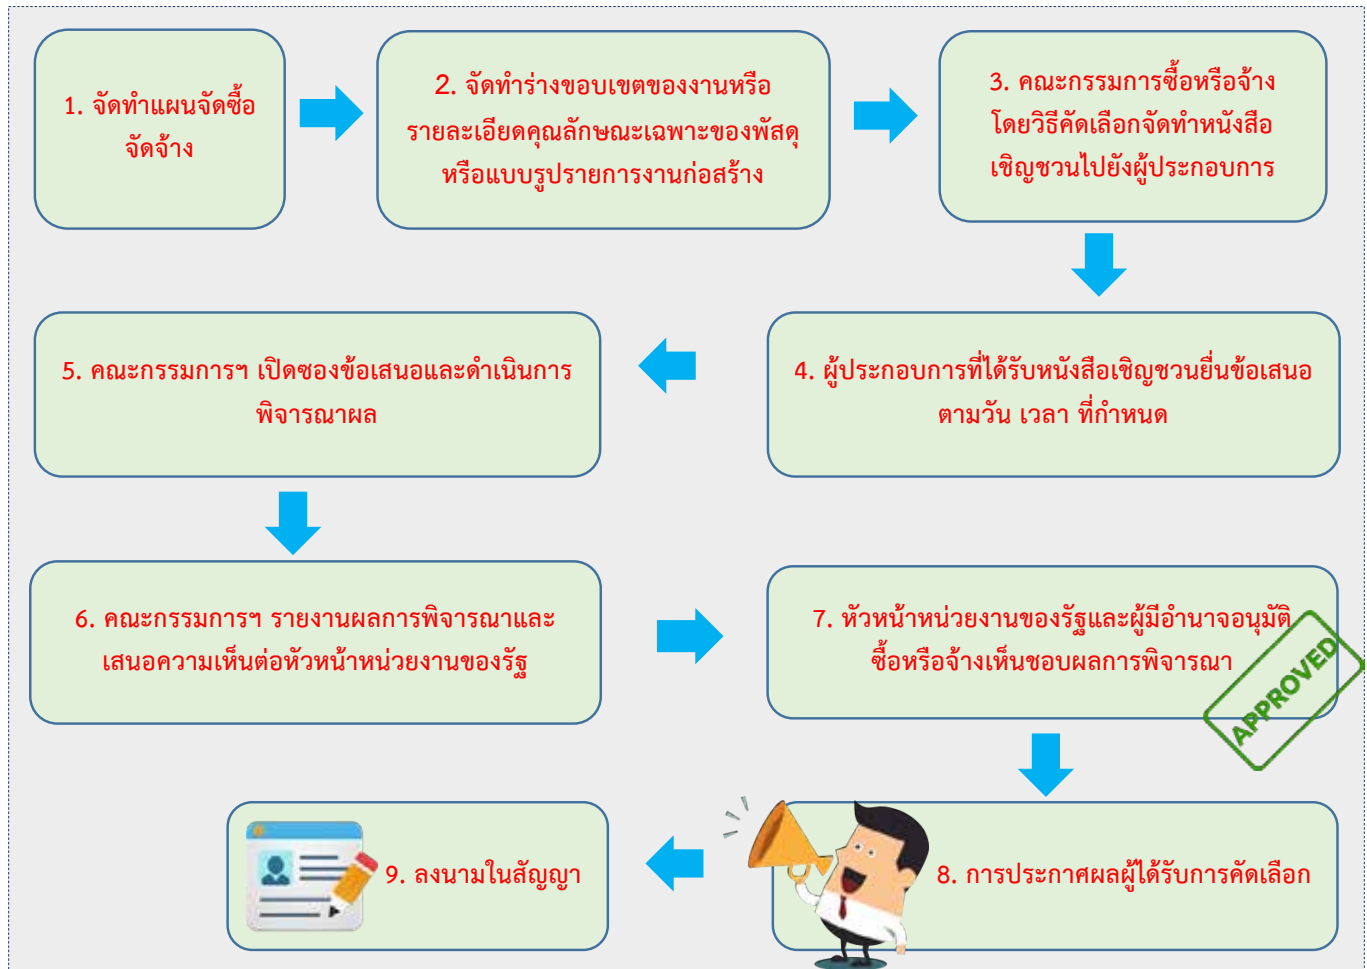 1. จัดทำแผนจัดซื้อ
จัดจ้าง
2. จัดทำร่างขอบเขตของงานหรือ
รายละเอียดคุณลักษณะเฉพาะของพัสดุ
หรือแบบรูปรายการงานก่อสร้าง
3. คณะกรรมการซื้อหรือจ้าง
โดยวิธีคัดเลือกจัดทำหนังสือ
เชิญชวนไปยังผู้ประกอบการ
4. ผู้ประกอบการที่ได้รับหนังสือเชิญชวนยื่นข้อเสนอ
ตามวัน เวลา ที่กำหนด
5. คณะกรรมการฯ เปิดซองข้อเสนอและดำเนินการ
พิจารณาผล
6. คณะกรรมการฯ รายงานผลการพิจารณาและ
เสนอความเห็นต่อหัวหน้าหน่วยงานของรัฐ
7. หัวหน้าหน่วยงานของรัฐและผู้มีอำนาจอนุมัติ
ซื้อหรือจ้างเห็นชอบผลการพิจารณา
APPROVED
8. การประกาศผลผู้ได้รับการคัดเลือก
9. ลงนามในสัญญา